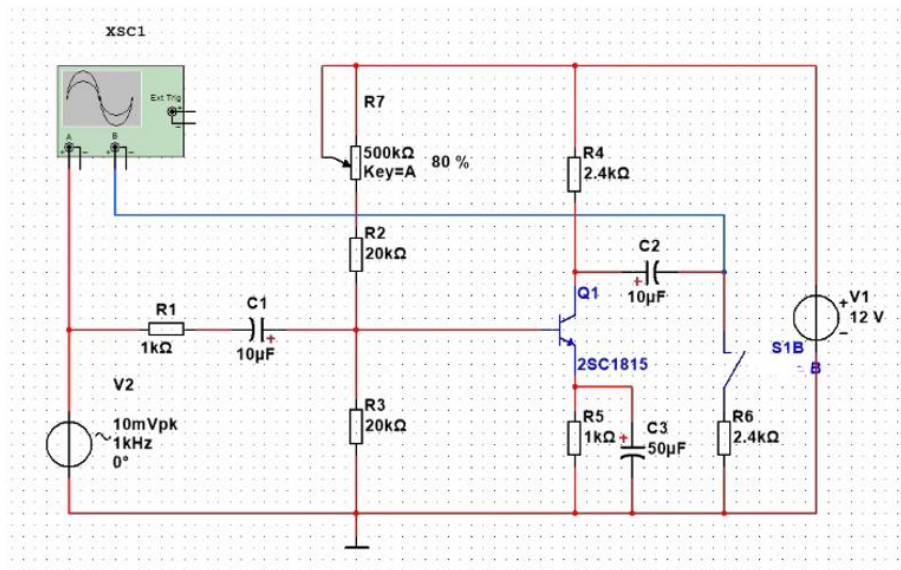 XSC1
Ext Trig
+
-
A
B
+
-
+
-
R7
500kΩ
Key=A
80 %
R4
2.4kΩ
R2
20kΩ
C2
+
10µF
Q1
2SC1815
R1
1kΩ
C1
+
10µF
V1
+
12 V
-
S1B
B
V2
10mVpk
~
1kHz
0°
R3
20kΩ
R5
1kΩ
+
C3
50µF
R6
2.4kΩ